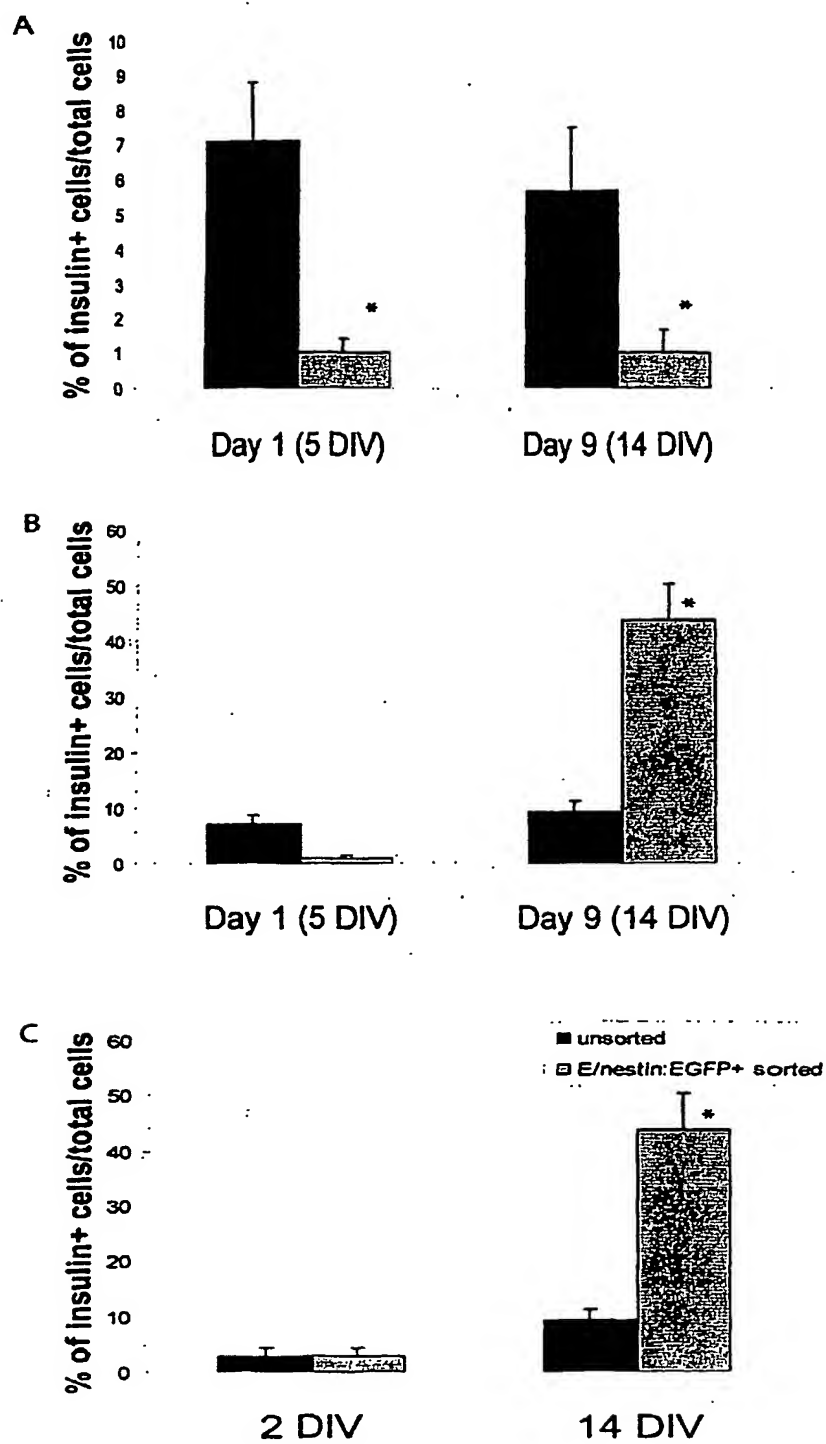 A
% of insulin+ cells/total cells
10
9
8
7
6
5
4
3
2
1
0
*
*
Day 1 (5 DIV)
Day 9 (14 DIV)
B
% of insulin+ cells/total cells
60
50
40
30
20
10
0
*
Day 1 (5 DIV)
Day 9 (14 DIV)
C
% of insulin+ cells/total cells
60
50
40
30
20
10
0
unsorted
E/nestin:EGFP+ sorted
*
2 DIV
14 DIV